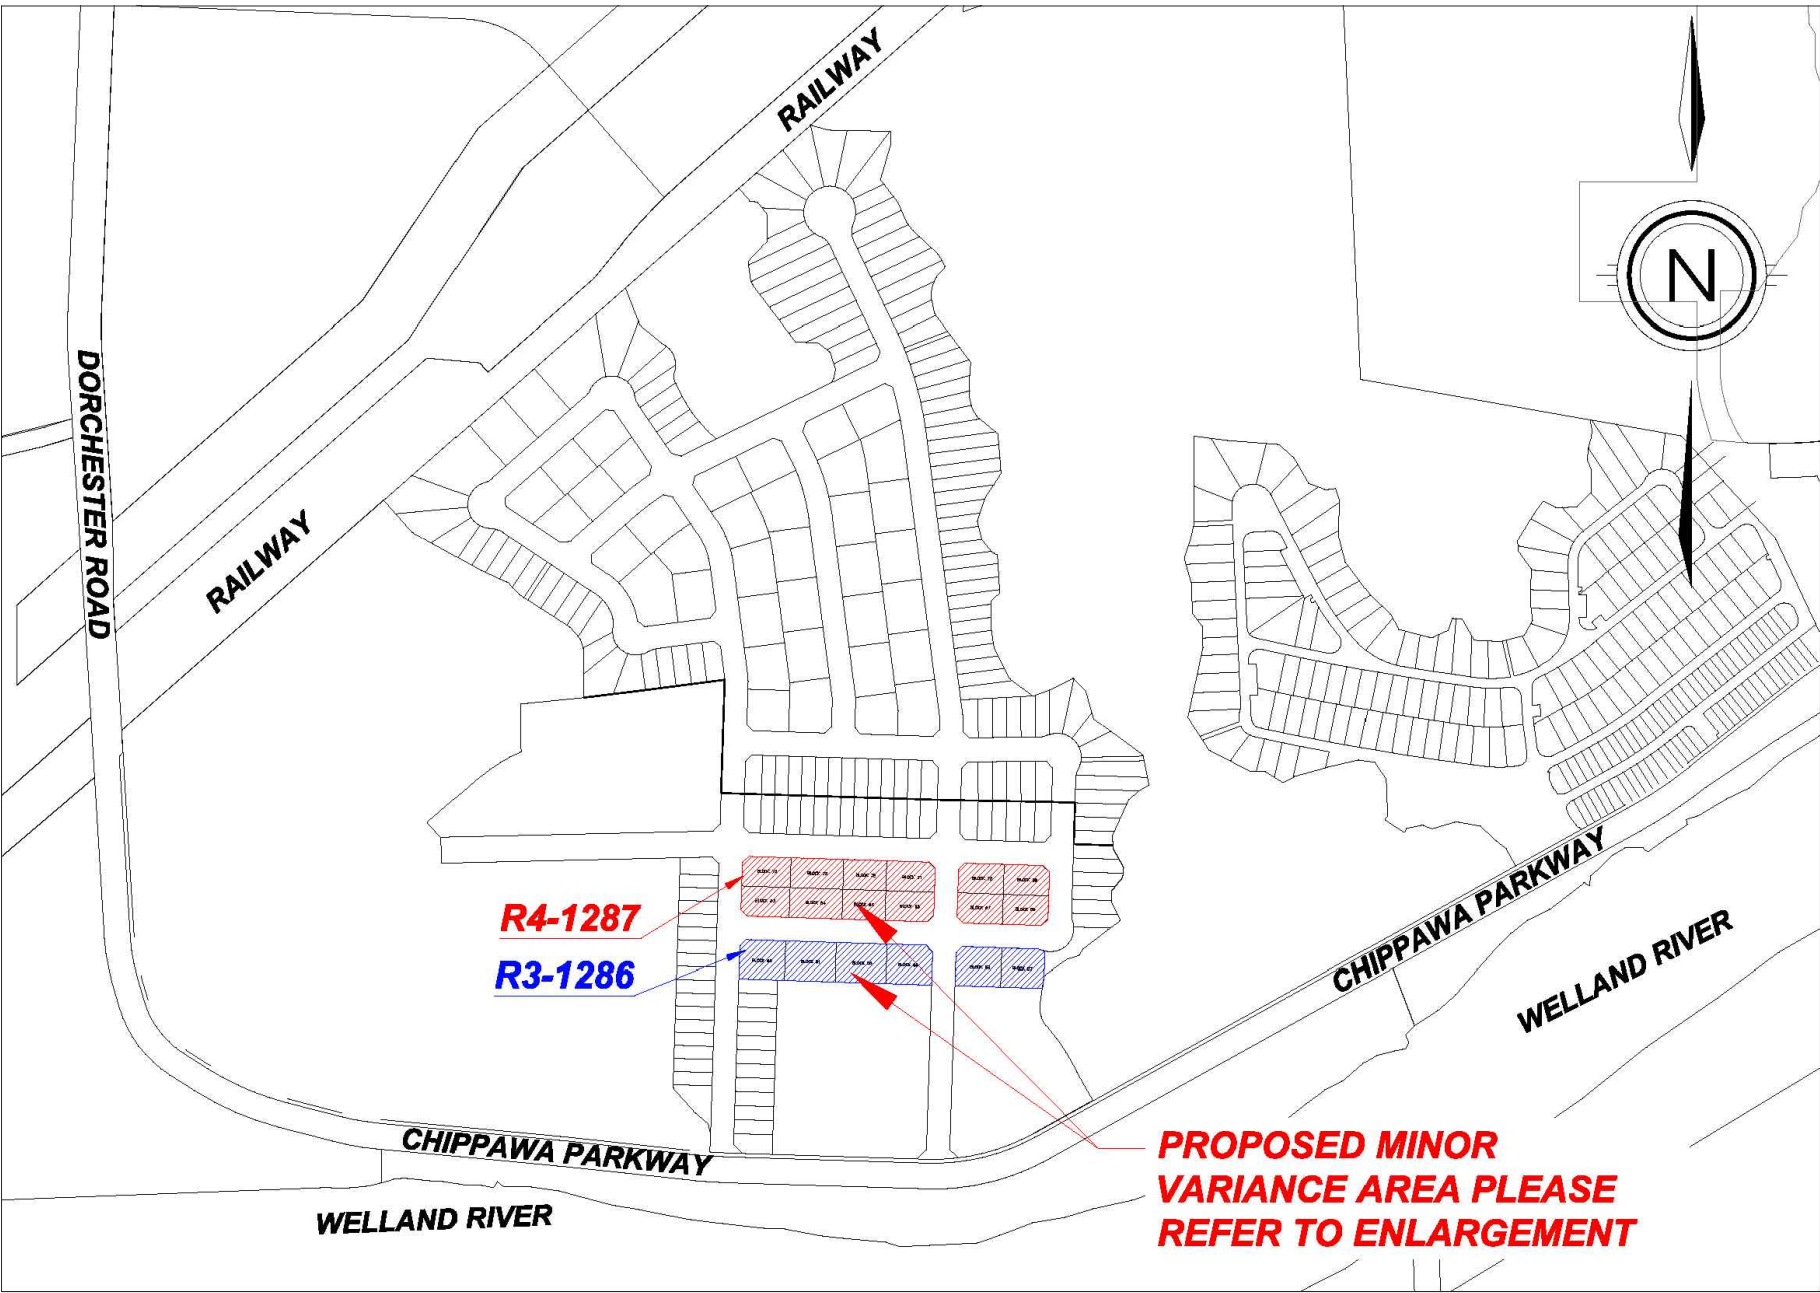 RAILWAY
N
DORCHESTER ROAD
RAILWAY
R4-1287
R3-1286
CHIPPAWA PARKWAY
WELLAND RIVER
CHIPPAWA PARKWAY
WELLAND RIVER
PROPOSED MINOR
VARIANCE AREA PLEASE
REFER TO ENLARGEMENT